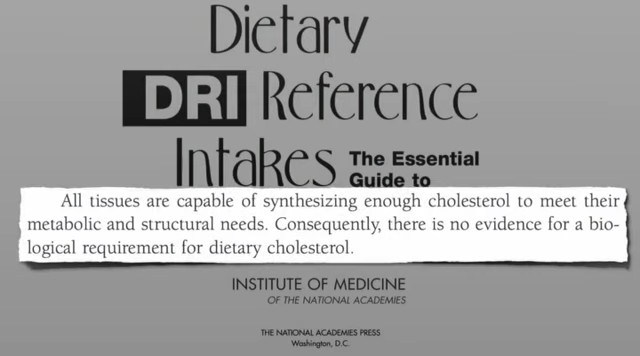 Dietary
DRI Reference
Intakes The Essential
Guide to
All tissues are capable of synthesizing enough cholesterol to meet their
metabolic and structural needs. Consequently, there is no evidence for a bio-
logical requirement for dietary cholesterol.
INSTITUTE OF MEDICINE
OF THE NATIONAL ACADEMIES
THE NATIONAL ACADEMIES PRESS
Washington, D.C.